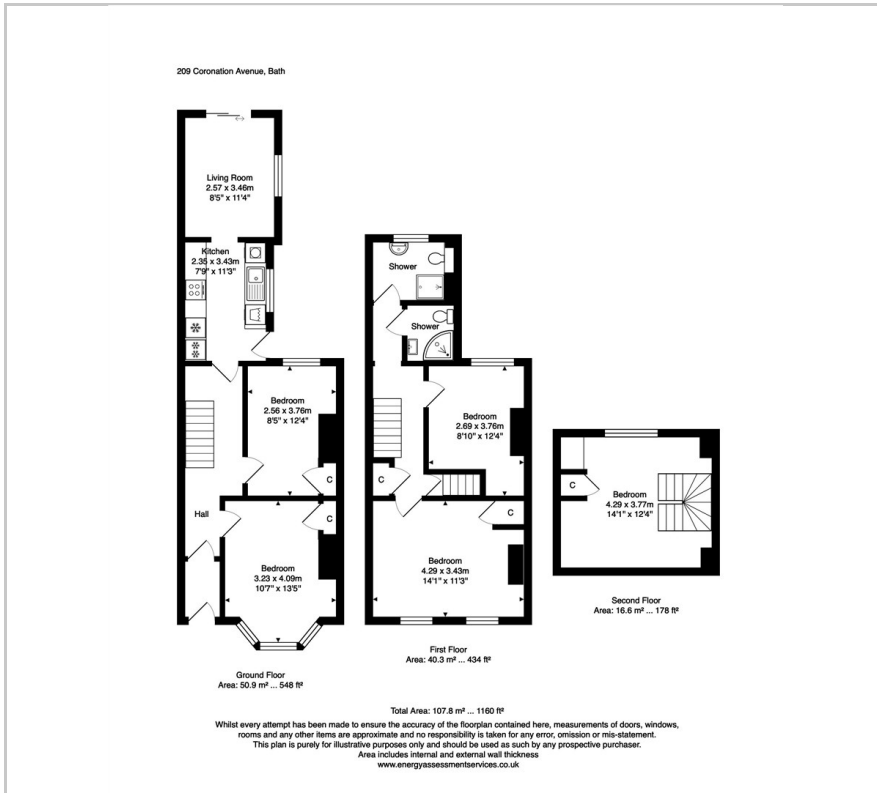 209 Coronation Avenue, Bath
Living Room
2.57 x 3.46m
8'5" x 11'4"
Kitchen
2.35 x 3.43m
7'9" x 11'3"
Bedroom
2.56 x 3.76m
8'5" x 12'4"
C
C
Hall
Bedroom
3.23 x 4.09m
10'7" x 13'5"
Ground Floor
Area: 50.9 m² ... 548 ft²
Shower
Shower
Bedroom
2.69 x 3.76m
8'10" x 12'4"
C
C
Bedroom
4.29 x 3.43m
14'1" x 11'3"
First Floor
Area: 40.3 m² ... 434 ft²
C
Bedroom
4.29 x 3.77m
14'1" x 12'4"
Second Floor
Area: 16.6 m² ... 178 ft²
Total Area: 107.8 m² ... 1160 ft²
Whilst every attempt has been made to ensure the accuracy of the floorplan contained here, measurements of doors, windows,
rooms and any other items are approximate and no responsibility is taken for any error, omission or mis-statement.
This plan is purely for illustrative purposes only and should be used as such by any prospective purchaser.
Area includes internal and external wall thickness
www.energyassessmentservices.co.uk